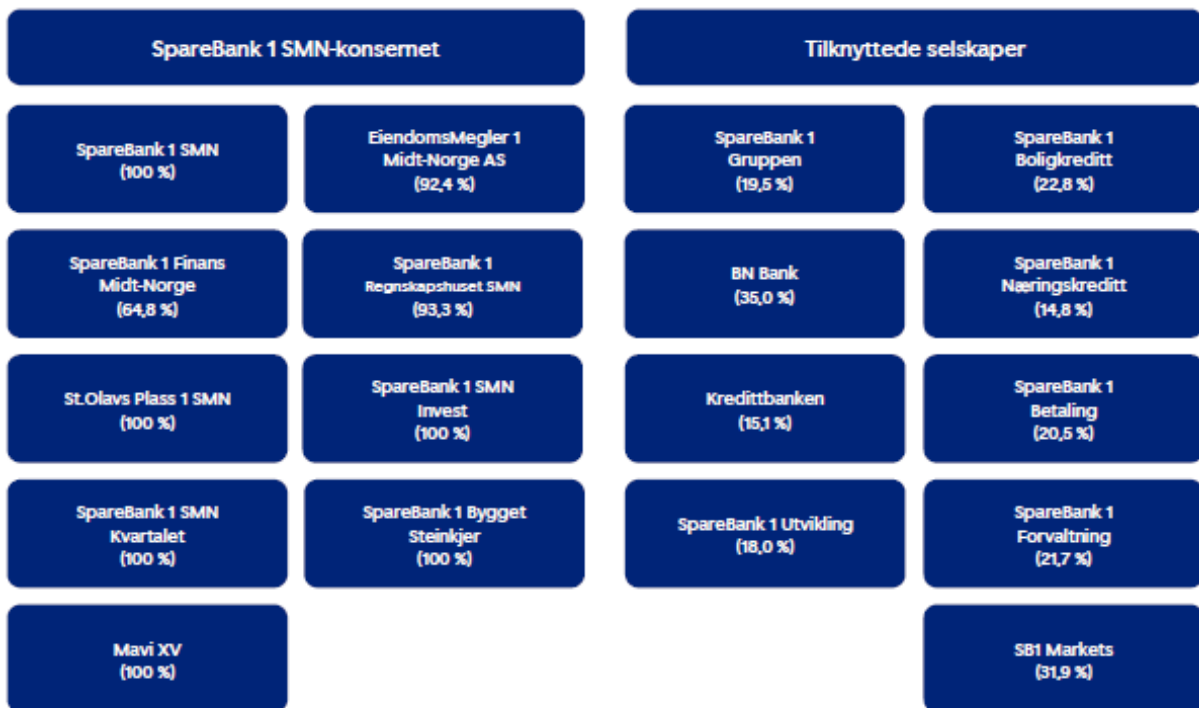 SpareBank 1 SMN-konsernet
SpareBank 1 SMN
(100 %)
EiendomsMegler 1
Midt-Norge AS
(92,4 %)
SpareBank 1 Finans
Midt-Norge
(64,8 %)
SpareBank 1
Regnskapshuset SMN
(93,3 %)
St.Olavs Plass 1 SMN
(100 %)
SpareBank 1 SMN
Invest
(100 %)
SpareBank 1 SMN
Kvartalet
(100 %)
SpareBank 1 Bygget
Steinkjer
(100 %)
Mavi XV
(100 %)
Tilknyttede selskaper
SpareBank 1
Gruppen
(19,5 %)
SpareBank 1
Boligkreditt
(22,8 %)
BN Bank
(35,0 %)
SpareBank 1
Næringskreditt
(14,8 %)
Kredittbanken
(15,1 %)
SpareBank 1
Betaling
(20,5 %)
SpareBank 1 Utvikling
(18,0 %)
SpareBank 1
Forvaltning
(21,7 %)
SB1 Markets
(31,9 %)